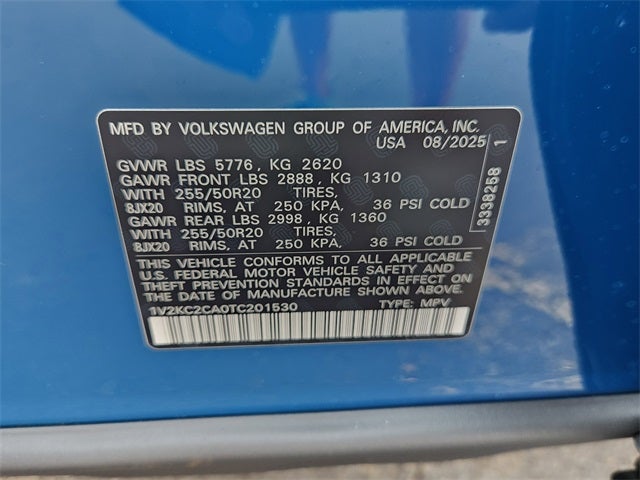 MFD BY VOLKSWAGEN GROUP OF AMERICA, INC.
USA 08/2025
GVWR LBS 5776, KG 2620
GAWR FRONT LBS 2888, KG 1310
WITH 255/50R20 TIRES,
8JX20 RIMS, AT 250 KPA, 36 PSI COLD
GAWR REAR LBS 2998, KG 1360
WITH 255/50R20 TIRES,
8JX20 RIMS, AT 250 KPA, 36 PSI COLD
THIS VEHICLE CONFORMS TO ALL APPLICABLE
U.S. FEDERAL MOTOR VEHICLE SAFETY AND
THEFT PREVENTION STANDARDS IN EFFECT ON
THE DATE OF MANUFACTURE SHOWN ABOVE.
1V2KC2CA0TC201530 TYPE: MPV
3338258 1